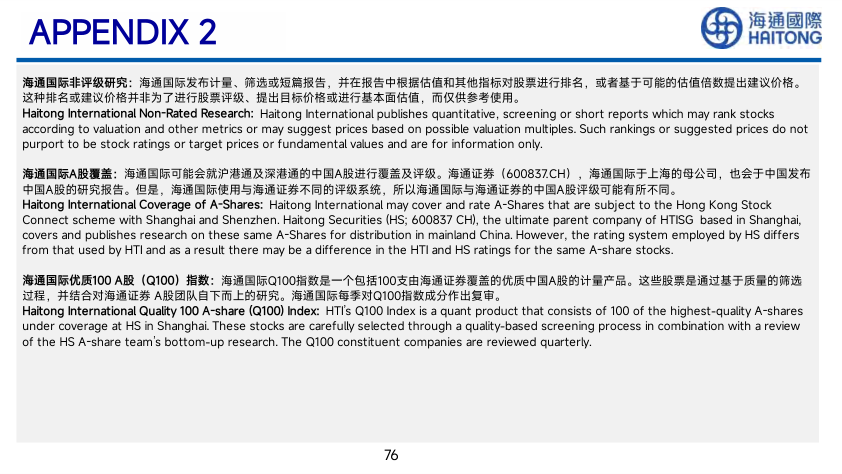 APPENDIX 2
海通國際
HAITONG
海通国际非评级研究：海通国际发布计量、筛选或短篇报告，并在报告中根据估值和其他指标对股票进行排名，或者基于可能的估值倍数提出建议价格。
这种排名或建议价格并非为了进行股票评级、提出目标价格或进行基本面估值，而仅供参考使用。
Haitong International Non-Rated Research: Haitong International publishes quantitative, screening or short reports which may rank stocks
according to valuation and other metrics or may suggest prices based on possible valuation multiples. Such rankings or suggested prices do not
purport to be stock ratings or target prices or fundamental values and are for information only.
海通国际A股覆盖：海通国际可能会就沪港通及深港通的中国A股进行覆盖及评级。海通证券（600837.CH），海通国际于上海的母公司，也会于中国发布
中国A股的研究报告。但是，海通国际使用与海通证券不同的评级系统，所以海通国际与海通证券的中国A股评级可能有所不同。
Haitong International Coverage of A-Shares: Haitong International may cover and rate A-Shares that are subject to the Hong Kong Stock
Connect scheme with Shanghai and Shenzhen. Haitong Securities (HS; 600837 CH), the ultimate parent company of HTISG based in Shanghai,
covers and publishes research on these same A-Shares for distribution in mainland China. However, the rating system employed by HS differs
from that used by HTI and as a result there may be a difference in the HTI and HS ratings for the same A-share stocks.
海通国际优质100 A股（Q100）指数：海通国际Q100指数是一个包括100支由海通证券覆盖的优质中国A股的计量产品。这些股票是通过基于质量的筛选
过程，并结合对海通证券 A股团队自下而上的研究。海通国际每季对Q100指数成分作出复审。
Haitong International Quality 100 A-share (Q100) Index: HTI's Q100 Index is a quant product that consists of 100 of the highest-quality A-shares
under coverage at HS in Shanghai. These stocks are carefully selected through a quality-based screening process in combination with a review
of the HS A-share team's bottom-up research. The Q100 constituent companies are reviewed quarterly.
76